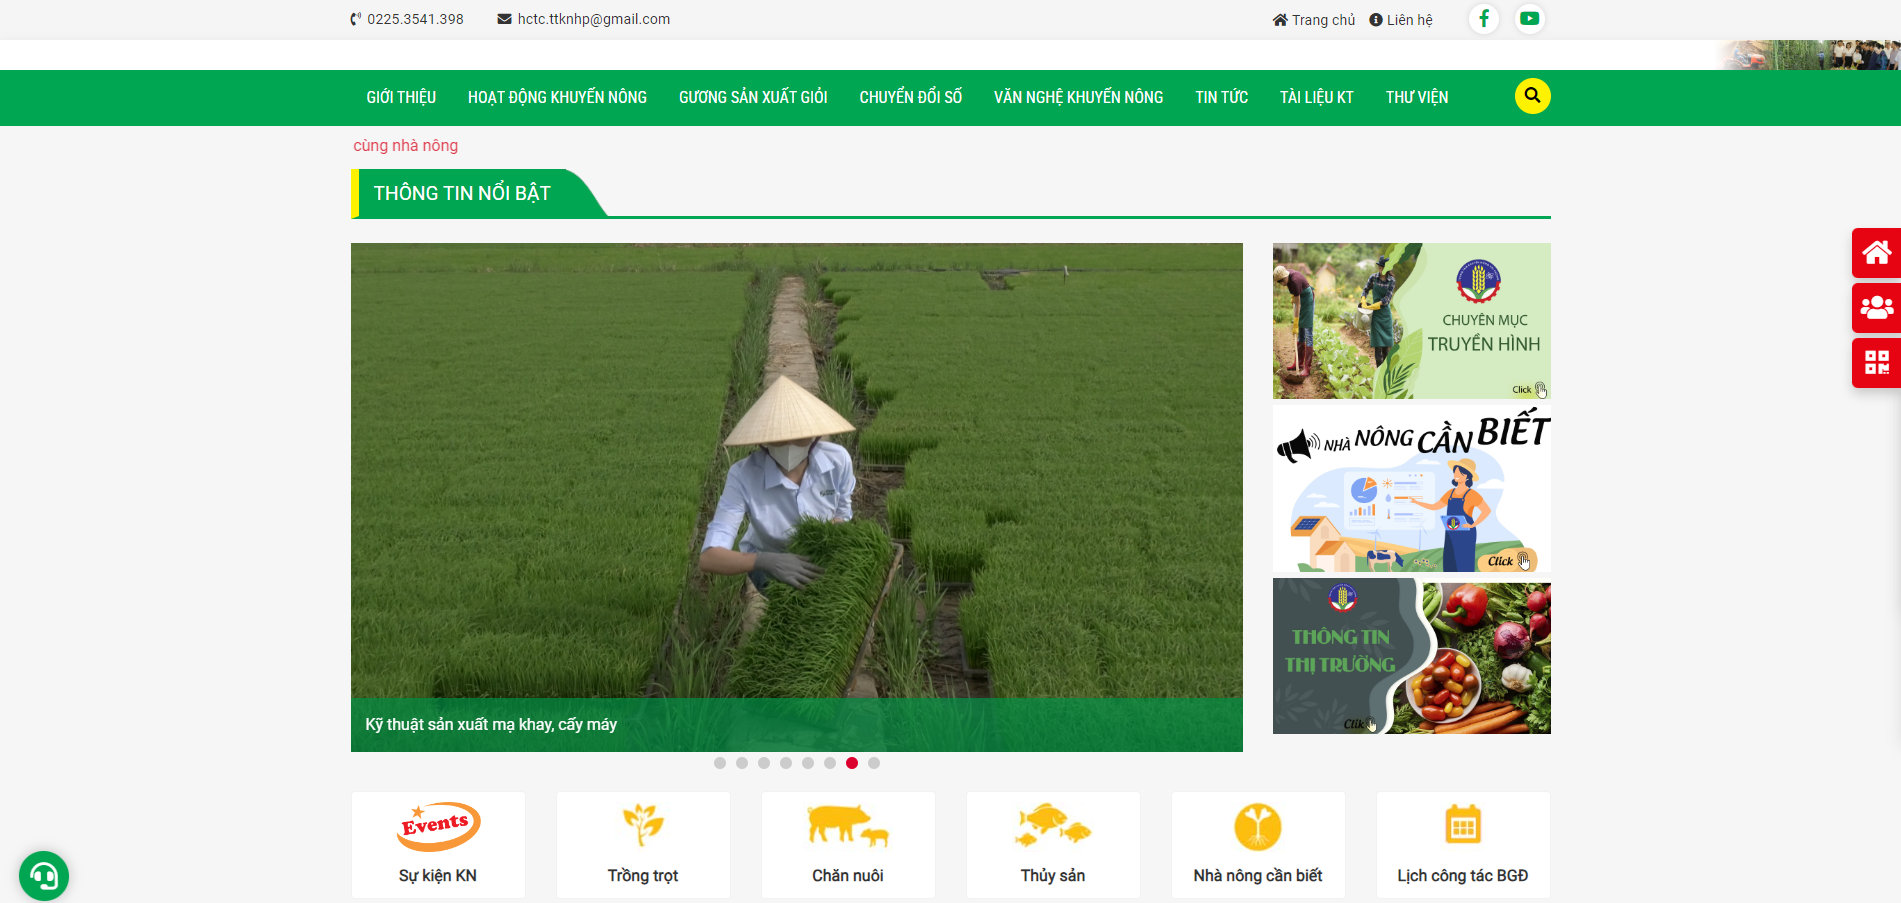 0225.3541.398
hctc.ttknhp@gmail.com
Trang chủ
Liên hệ
GIỚI THIỆU
HOẠT ĐỘNG KHUYẾN NÔNG
GƯƠNG SẢN XUẤT GIỎI
CHUYỂN ĐỔI SỐ
VĂN NGHỆ KHUYẾN NÔNG
TIN TỨC
TÀI LIỆU KT
THƯ VIỆN
cùng nhà nông
THÔNG TIN NỔI BẬT
CHUYÊN MỤC
TRUYỀN HÌNH
Click
NHÀ NÔNG CẦN BIẾT
Click
THÔNG TIN
THỊ TRƯỜNG
Clik
Kỹ thuật sản xuất mạ khay, cấy máy
Events
Sự kiện KN
Trồng trọt
Chăn nuôi
Thủy sản
Nhà nông cần biết
Lịch công tác BGĐ